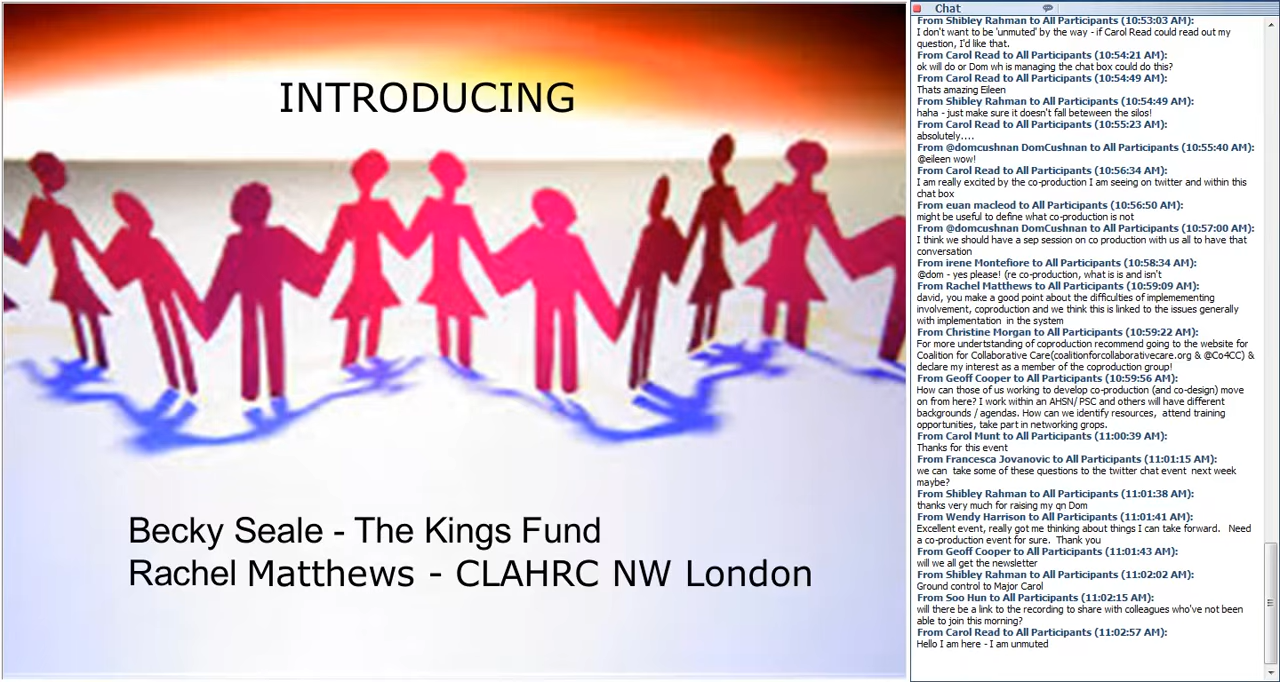 INTRODUCING
Becky Seale - The Kings Fund
Rachel Matthews - CLAHRC NW London
Chat
From Shibley Rahman to All Participants (10:53:03 AM):
I don't want to be 'unmuted' by the way - if Carol Read could read out my
question, I'd like that.
From Carol Read to All Participants (10:54:21 AM):
ok will do or Dom wh is managing the chat box could do this?
From Carol Read to All Participants (10:54:49 AM):
Thats amazing Eileen
From Shibley Rahman to All Participants (10:54:49 AM):
haha - just make sure it doesn't fall beteween the silos!
From Carol Read to All Participants (10:55:23 AM):
absolutely....
From @domcushnan DomCushnan to All Participants (10:55:40 AM):
@eileen wow!
From Carol Read to All Participants (10:56:34 AM):
I am really excited by the co-production I am seeing on twitter and within this
chat box
From euan macleod to All Participants (10:56:50 AM):
might be useful to define what co-production is not
From @domcushnan DomCushnan to All Participants (10:57:00 AM):
I think we should have a sep session on co production with us all to have that
conversation
From irene Montefiore to All Participants (10:58:34 AM):
@dom - yes please! (re co-production, what is is and isn't
From Rachel Matthews to All Participants (10:59:09 AM):
david, you make a good point about the difficulties of implemementing
involvement, coproduction and we think this is linked to the issues generally
with implementation in the system
From Christine Morgan to All Participants (10:59:22 AM):
For more undertstanding of coproduction recommend going to the website for
Coalition for Collaborative Care(coalitionforcollaborativecare.org & @Co4CC) &
declare my interest as a member of the coproduction group!
From Geoff Cooper to All Participants (10:59:56 AM):
How can those of us working to develop co-production (and co-design) move
on from here? I work within an AHSN/ PSC and others will have different
backgrounds / agendas. How can we identify resources, attend training
opportunities, take part in networking grops.
From Carol Munt to All Participants (11:00:39 AM):
Thanks for this event
From Francesca Jovanovic to All Participants (11:01:15 AM):
we can take some of these questions to the twitter chat event next week
maybe?
From Shibley Rahman to All Participants (11:01:38 AM):
thanks very much for raising my qn Dom
From Wendy Harrison to All Participants (11:01:41 AM):
Excellent event, really got me thinking about things I can take forward. Need
a co-production event for sure. Thank you
From Geoff Cooper to All Participants (11:01:43 AM):
will we all get the newsletter
From Shibley Rahman to All Participants (11:02:02 AM):
Ground control to Major Carol
From Soo Hun to All Participants (11:02:15 AM):
will there be a link to the recording to share with colleagues who've not been
able to join this morning?
From Carol Read to All Participants (11:02:57 AM):
Hello I am here - I am unmuted